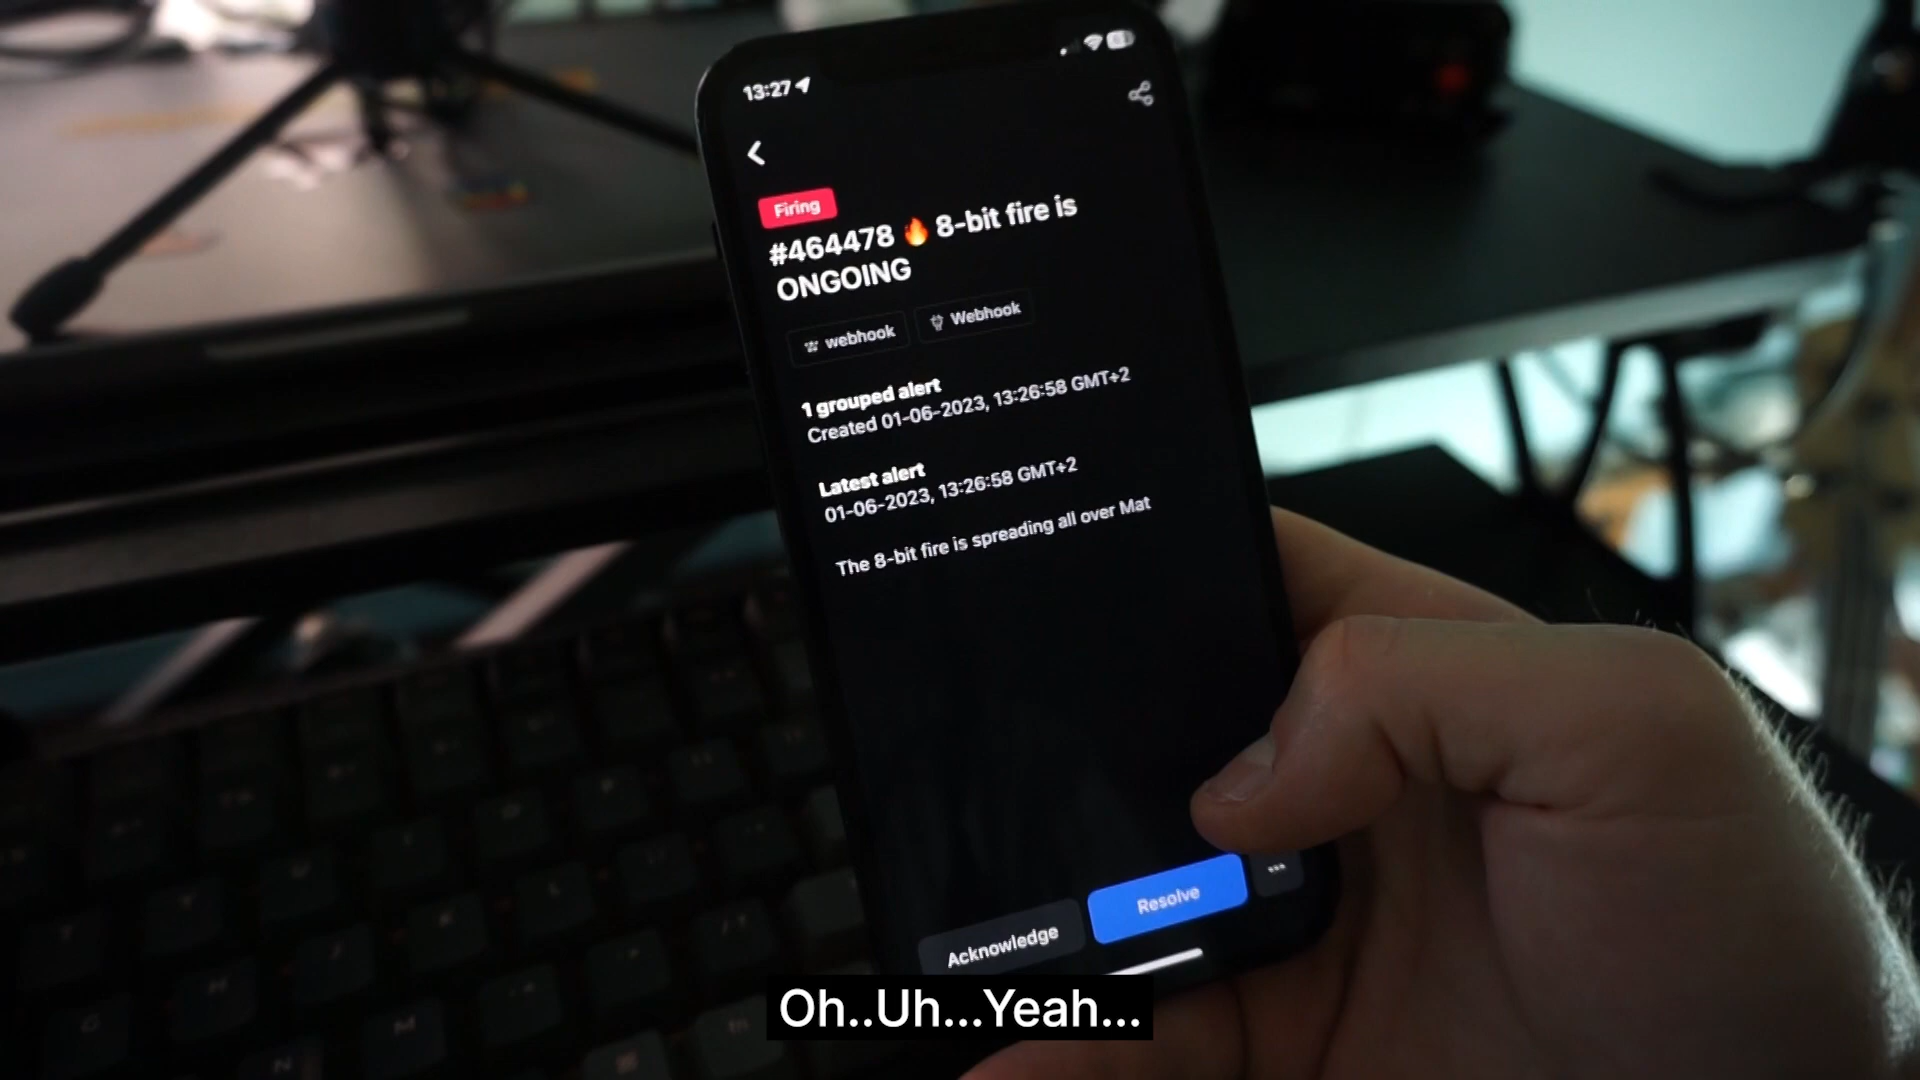 13:27
Firing
#464478 🔥 8-bit fire is
ONGOING
webhook
Webhook
1 grouped alert
Created 01-06-2023, 13:26:58 GMT+2
Latest alert
01-06-2023, 13:26:58 GMT+2
The 8-bit fire is spreading all over Mat
Acknowledge
Resolve
Oh..Uh...Yeah...